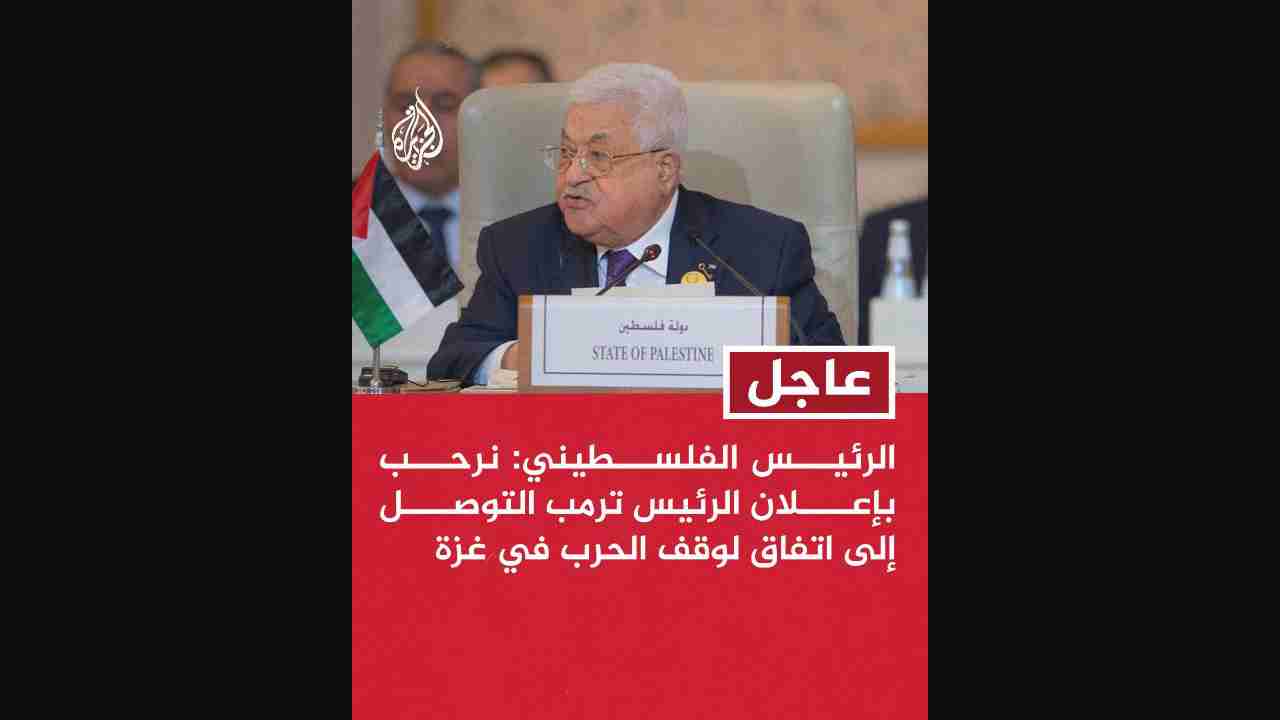 الجزيرة
دولة فلسطين
STATE OF PALESTINE
عاجل
الرئيس الفلسطيني: نرحب
بإعلان الرئيس ترمب التوصل
إلى اتفاق لوقف الحرب في غزة